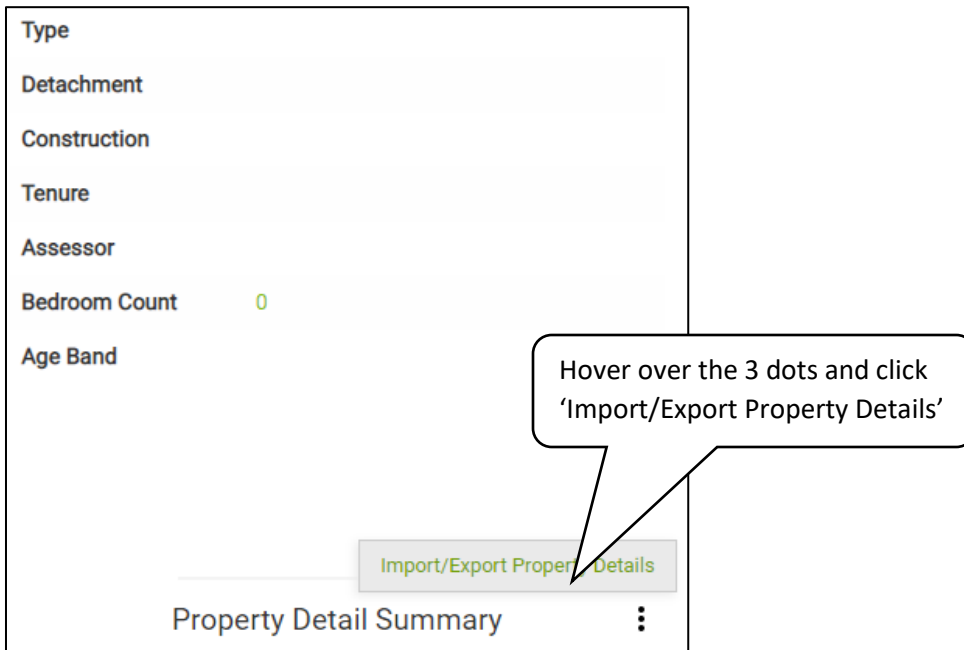 Type
Detachment
Construction
Tenure
Assessor
Bedroom Count 0
Age Band
Hover over the 3 dots and click
‘Import/Export Property Details’
Import/Export Property Details
Property Detail Summary